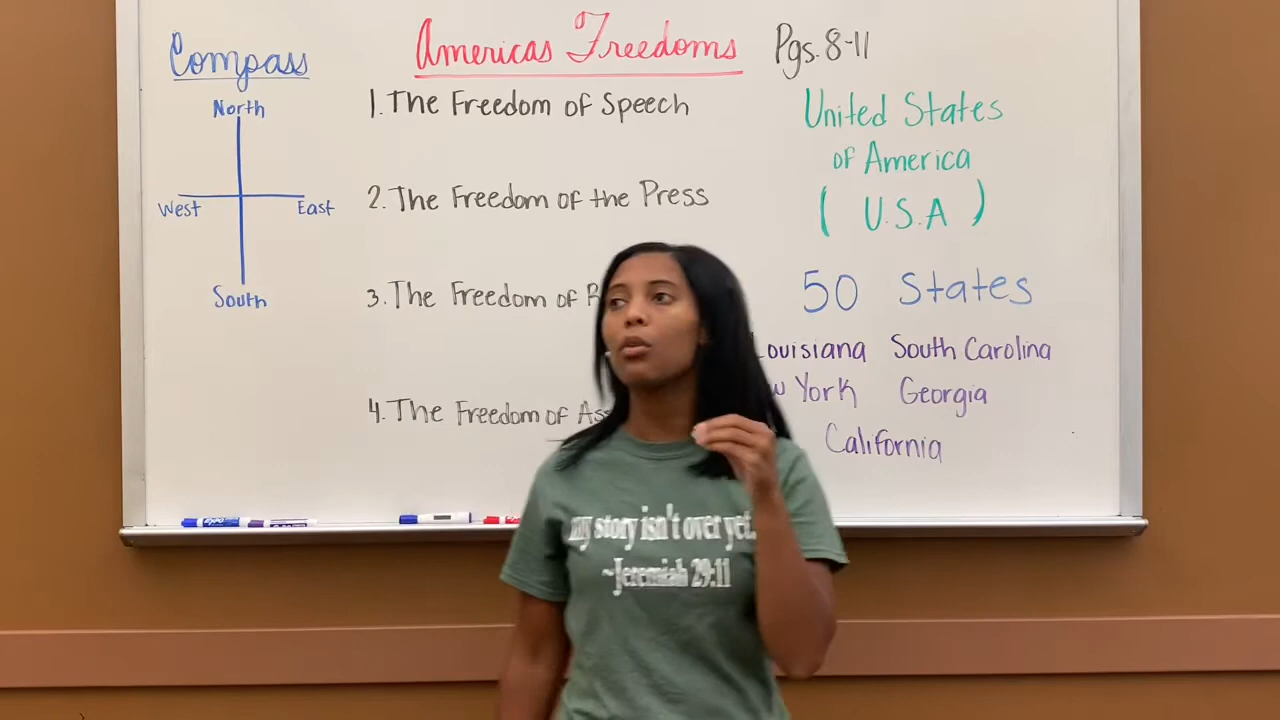 Compass
North
West
East
South
Americas Freedoms
Pgs. 8-11
1. The Freedom of Speech
2. The Freedom of the Press
3. The Freedom of
4. The Freedom of
United States
of America
( U.S.A )
50 States
South Carolina
York Georgia
California
EXPO
my story isn't over yet.
~Jeremiah 29:11